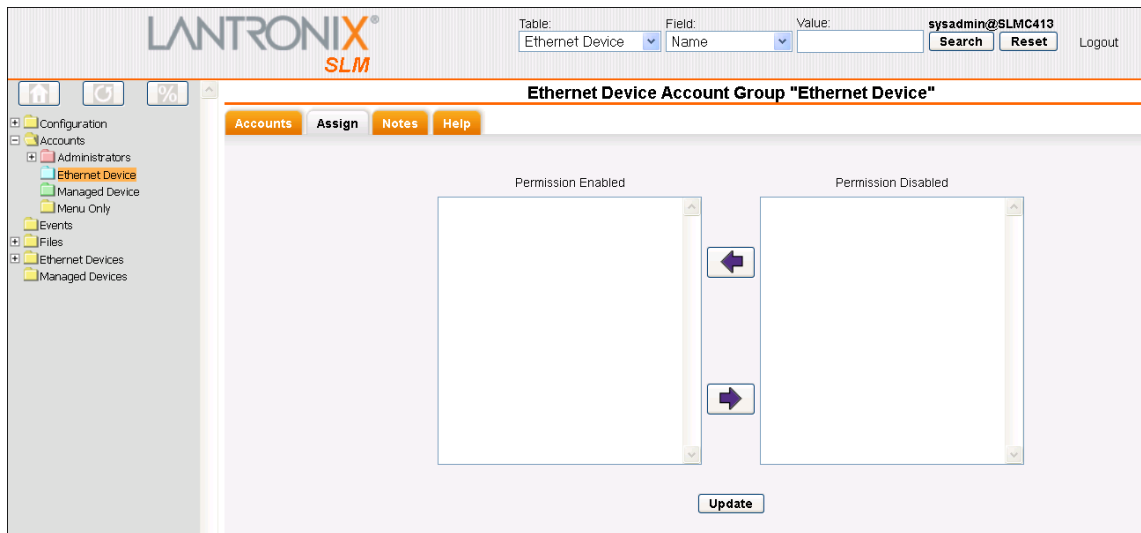 LANTRONIX®
SLM
Table: Field: Value: sysadmin@SLMC413
Ethernet Device Name Search Reset Logout
%
Ethernet Device Account Group "Ethernet Device"
Accounts Assign Notes Help
Configuration
Accounts
Administrators
Ethernet Device
Managed Device
Menu Only
Events
Files
Ethernet Devices
Managed Devices
Permission Enabled Permission Disabled
Update